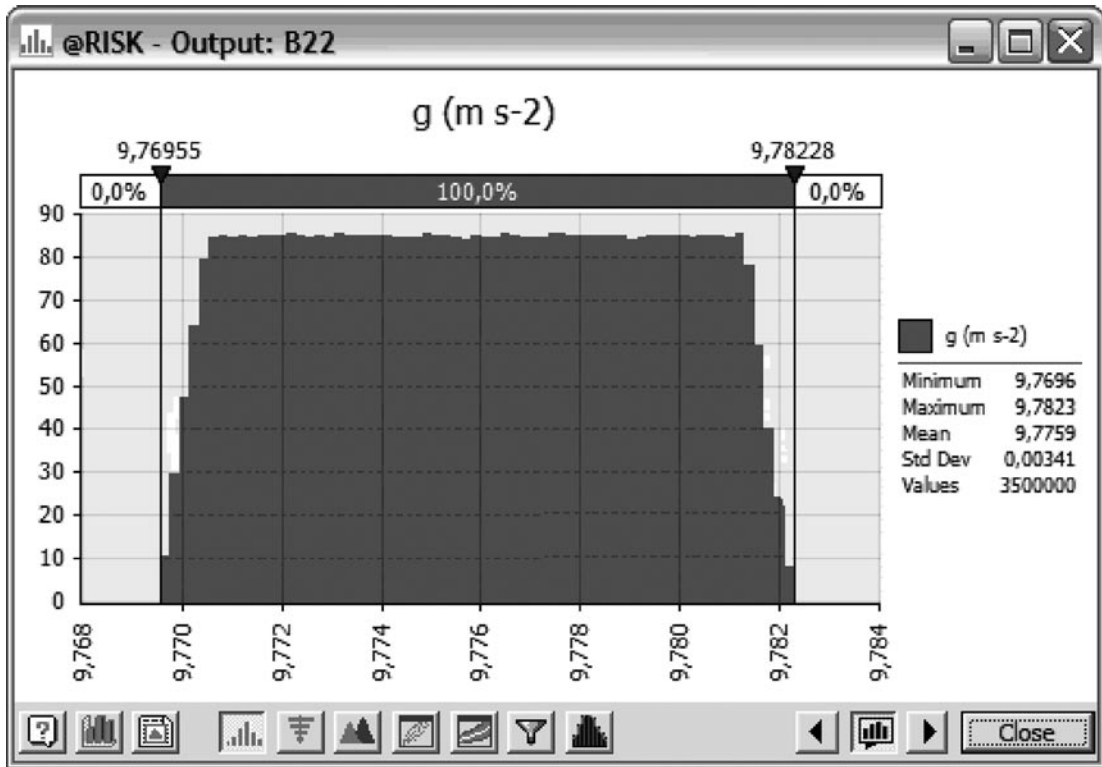 @RISK - Output: B22
g (m s-2)
9,76955 9,78228
0,0% 100,0% 0,0%
90
80
70
60
50
40
30
20
10
0
9,768 9,770 9,772 9,774 9,776 9,778 9,780 9,782 9,784
g (m s-2)
Minimum 9,7696
Maximum 9,7823
Mean 9,7759
Std Dev 0,00341
Values 3500000
?
Close